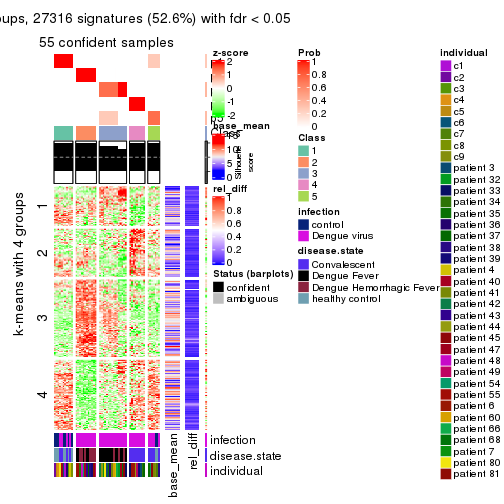 oups, 27316 signatures (52.6%) with fdr < 0.05
55 confident samples
k-means with 4 groups
1
2
3
4
z-score
2
1
0
-1
-2
base_mean
rel_diff
1
0.8
0.6
0.4
0.2
0
Status (barplots)
confident
ambiguous
Silhouette
score
Class
base_mean
rel_diff
infection
disease.state
individual
Prob
1
0.8
0.6
0.4
0.2
0
Class
1
2
3
4
5
infection
control
Dengue virus
disease.state
Convalescent
Dengue Fever
Dengue Hemorrhagic Fever
healthy control
individual
c1
c2
c3
c4
c5
c6
c7
c8
c9
patient 3
patient 32
patient 33
patient 34
patient 35
patient 36
patient 37
patient 38
patient 39
patient 4
patient 40
patient 41
patient 42
patient 43
patient 44
patient 45
patient 47
patient 48
patient 49
patient 54
patient 55
patient 6
patient 60
patient 66
patient 68
patient 7
patient 80
patient 81